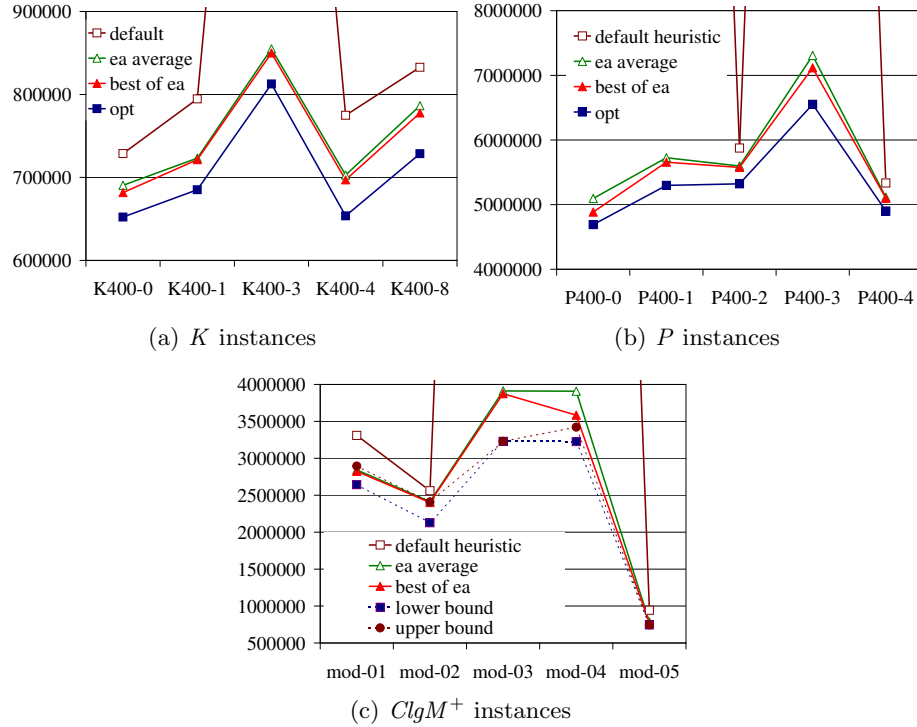 900000
800000
700000
600000
default
ea average
best of ea
opt
K400-0 K400-1 K400-3 K400-4 K400-8
(a) K instances
8000000
7000000
6000000
5000000
4000000
default heuristic
ea average
best of ea
opt
P400-0 P400-1 P400-2 P400-3 P400-4
(b) P instances
4000000
3500000
3000000
2500000
2000000
1500000
1000000
500000
default heuristic
ea average
best of ea
lower bound
upper bound
mod-01 mod-02 mod-03 mod-04 mod-05
(c) ClgM+ instances